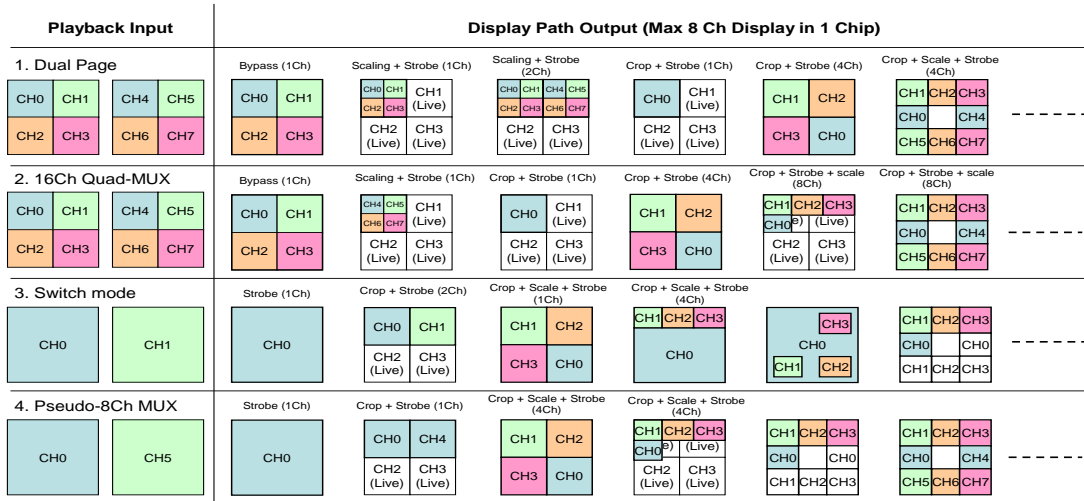 Playback Input
Display Path Output (Max 8 Ch Display in 1 Chip)
1. Dual Page
CH0 CH1 CH4 CH5
CH2 CH3 CH6 CH7
Bypass (1Ch)
CH0 CH1
CH2 CH3
Scaling + Strobe (1Ch)
CH0 CH1 CH1
CH2 CH3 (Live)
CH2 CH3
(Live) (Live)
Scaling + Strobe
(2Ch)
CH0 CH1 CH4 CH5
CH2 CH3 CH6 CH7
CH2 CH3
(Live) (Live)
Crop + Strobe (1Ch)
CH0 CH1
(Live)
CH2 CH3
(Live) (Live)
Crop + Strobe (4Ch)
CH1 CH2
CH3 CH0
Crop + Scale + Strobe
(4Ch)
CH1 CH2 CH3
CH0 CH4
CH5 CH6 CH7
2. 16Ch Quad-MUX
CH0 CH1 CH4 CH5
CH2 CH3 CH6 CH7
Bypass (1Ch)
CH0 CH1
CH2 CH3
Scaling + Strobe (1Ch)
CH4 CH5 CH1
CH6 CH7 (Live)
CH2 CH3
(Live) (Live)
Crop + Strobe (1Ch)
CH0 CH1
(Live)
CH2 CH3
(Live) (Live)
Crop + Strobe (4Ch)
CH1 CH2
CH3 CH0
Crop + Strobe + scale
(8Ch)
CH1 CH2 CH3
CH0 e) (Live)
CH2 CH3
(Live) (Live)
Crop + Strobe + scale
(8Ch)
CH1 CH2 CH3
CH0 CH4
CH5 CH6 CH7
3. Switch mode
CH0 CH1
Strobe (1Ch)
CH0
Crop + Strobe (2Ch)
CH0 CH1
CH2 CH3
(Live) (Live)
Crop + Scale + Strobe
(1Ch)
CH1 CH2
CH3 CH0
Crop + Scale + Strobe
(4Ch)
CH1 CH2 CH3
CH0
CH3
CH0
CH1 CH2
CH1 CH2 CH3
CH0 CH0
CH1 CH2 CH3
4. Pseudo-8Ch MUX
CH0 CH5
Strobe (1Ch)
CH0
Crop + Strobe (1Ch)
CH0 CH4
CH2 CH3
(Live) (Live)
Crop + Scale + Strobe
(4Ch)
CH1 CH2
CH3 CH0
Crop + Scale + Strobe
(4Ch)
CH1 CH2 CH3
CH0 e) (Live)
CH2 CH3
(Live) (Live)
CH1 CH2 CH3
CH0 CH0
CH1 CH2 CH3
CH1 CH2 CH3
CH0 CH4
CH5 CH6 CH7